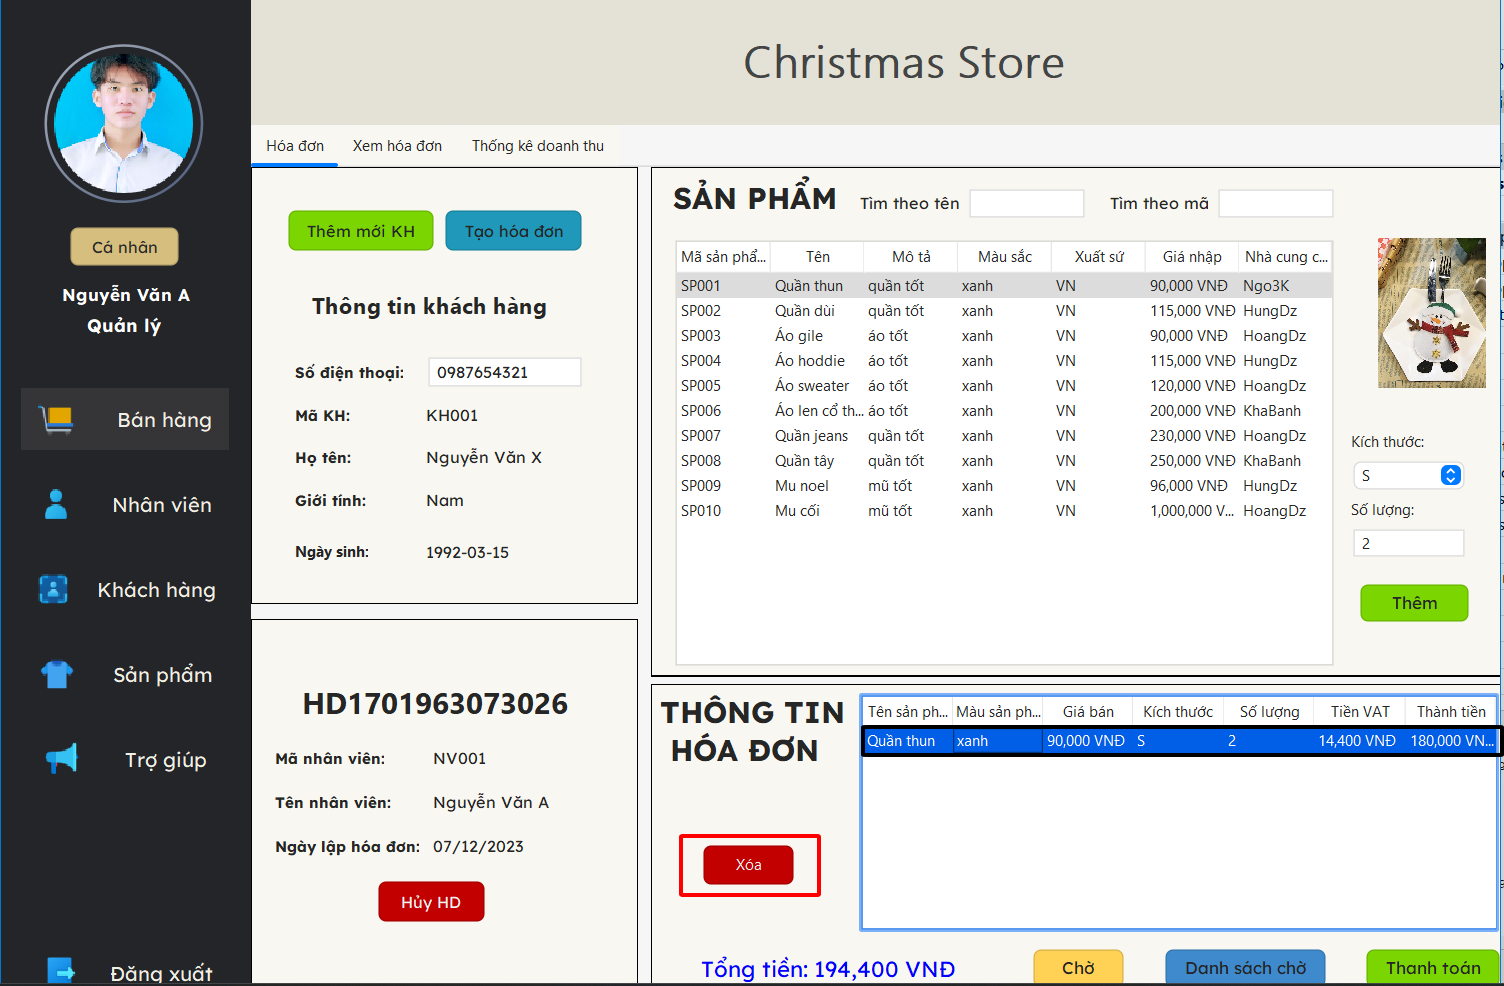 Christmas Store
Hóa đơn Xem hóa đơn Thống kê doanh thu
Cá nhân
Nguyễn Văn A
Quản lý
Bán hàng
Nhân viên
Khách hàng
Sản phẩm
Trợ giúp
Đăng xuất
Thêm mới KH Tạo hóa đơn
Thông tin khách hàng
Số điện thoại: 0987654321
Mã KH: KH001
Họ tên: Nguyễn Văn X
Giới tính: Nam
Ngày sinh: 1992-03-15
HD1701963073026
Mã nhân viên: NV001
Tên nhân viên: Nguyễn Văn A
Ngày lập hóa đơn: 07/12/2023
Hủy HD
SẢN PHẨM Tìm theo tên Tìm theo mã
Mã sản phẩ... Tên Mô tả Màu sắc Xuất sứ Giá nhập Nhà cung c...
SP001 Quần thun quần tốt xanh VN 90,000 VNĐ Ngo3K
SP002 Quần dùi quần tốt xanh VN 115,000 VNĐ HungDz
SP003 Áo gile áo tốt xanh VN 90,000 VNĐ HoangDz
SP004 Áo hoddie áo tốt xanh VN 115,000 VNĐ HungDz
SP005 Áo sweater áo tốt xanh VN 120,000 VNĐ HoangDz
SP006 Áo len cổ th... áo tốt xanh VN 200,000 VNĐ KhaBanh
SP007 Quần jeans quần tốt xanh VN 230,000 VNĐ HoangDz
SP008 Quần tây quần tốt xanh VN 250,000 VNĐ KhaBanh
SP009 Mu noel mũ tốt xanh VN 96,000 VNĐ HungDz
SP010 Mu cối mũ tốt xanh VN 1,000,000 V... HoangDz
Kích thước:
S
Số lượng:
2
Thêm
THÔNG TIN
HÓA ĐƠN
Tên sản ph... Màu sản ph... Giá bán Kích thước Số lượng Tiền VAT Thành tiền
Quần thun xanh 90,000 VNĐ S 2 14,400 VNĐ 180,000 VN...
Xóa
Tổng tiền: 194,400 VNĐ Chờ Danh sách chờ Thanh toán